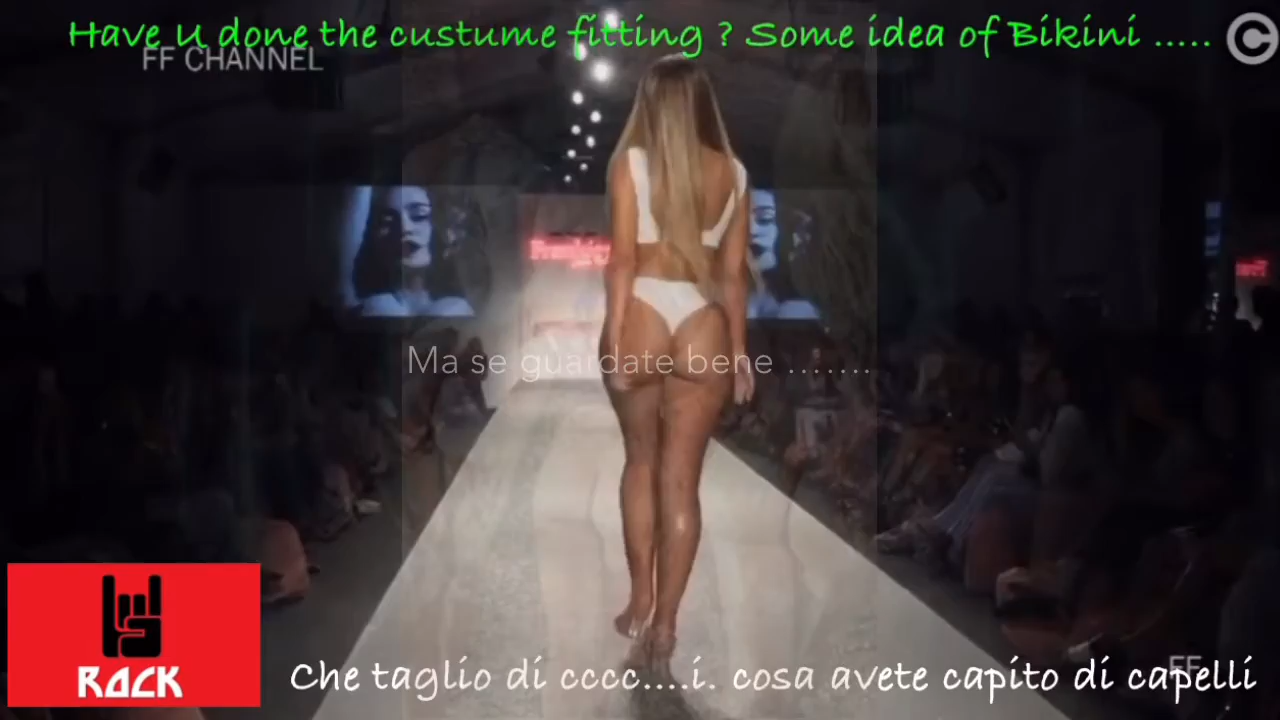 Have U done the custume fitting ? Some idea of Bikini .....
©
FF CHANNEL
Ma se guardate bene .......
ROCK
FF
Che taglio di cccc....i. cosa avete capito di capelli